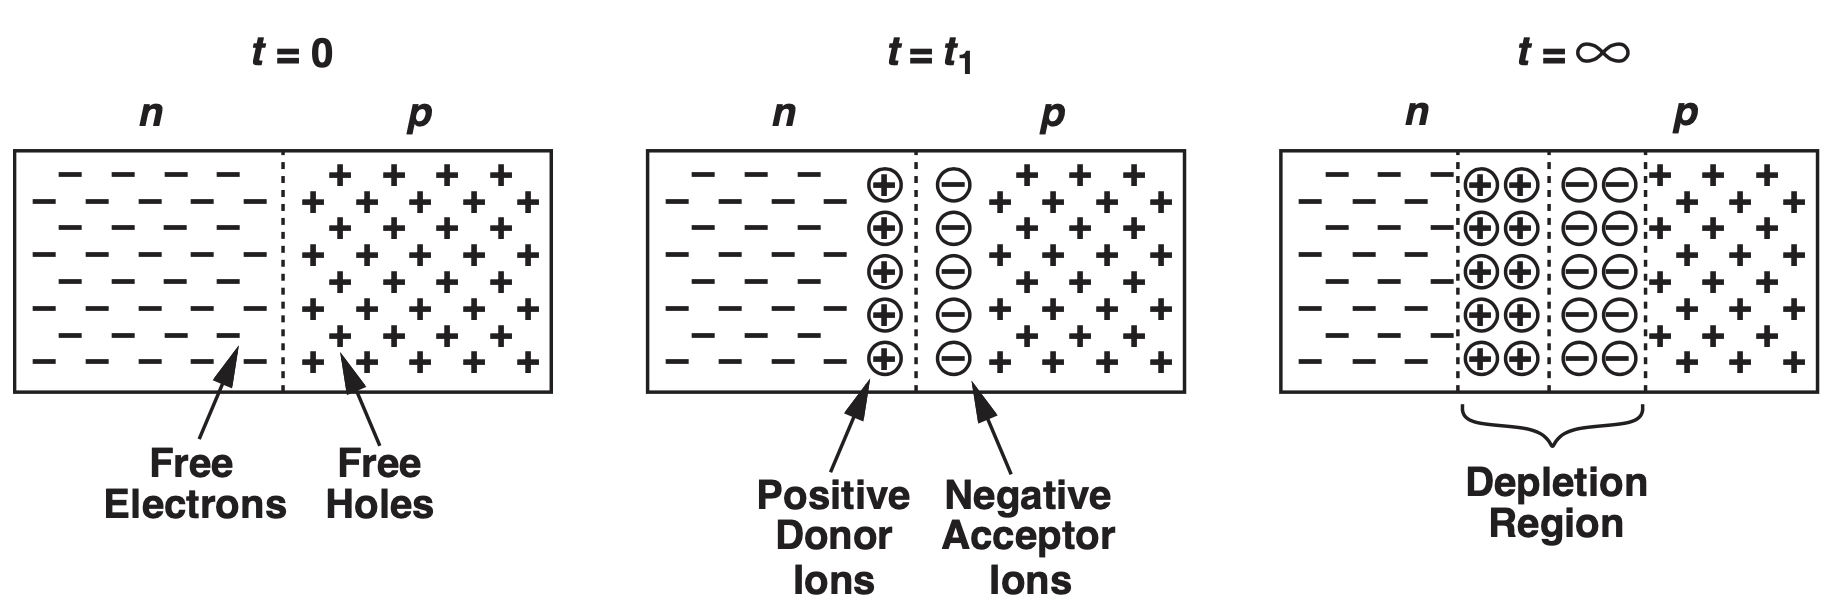 t = 0
n p
Free
Electrons
Free
Holes
t = t₁
n p
Positive
Donor
Ions
Negative
Acceptor
Ions
t = ∞
n p
Depletion
Region